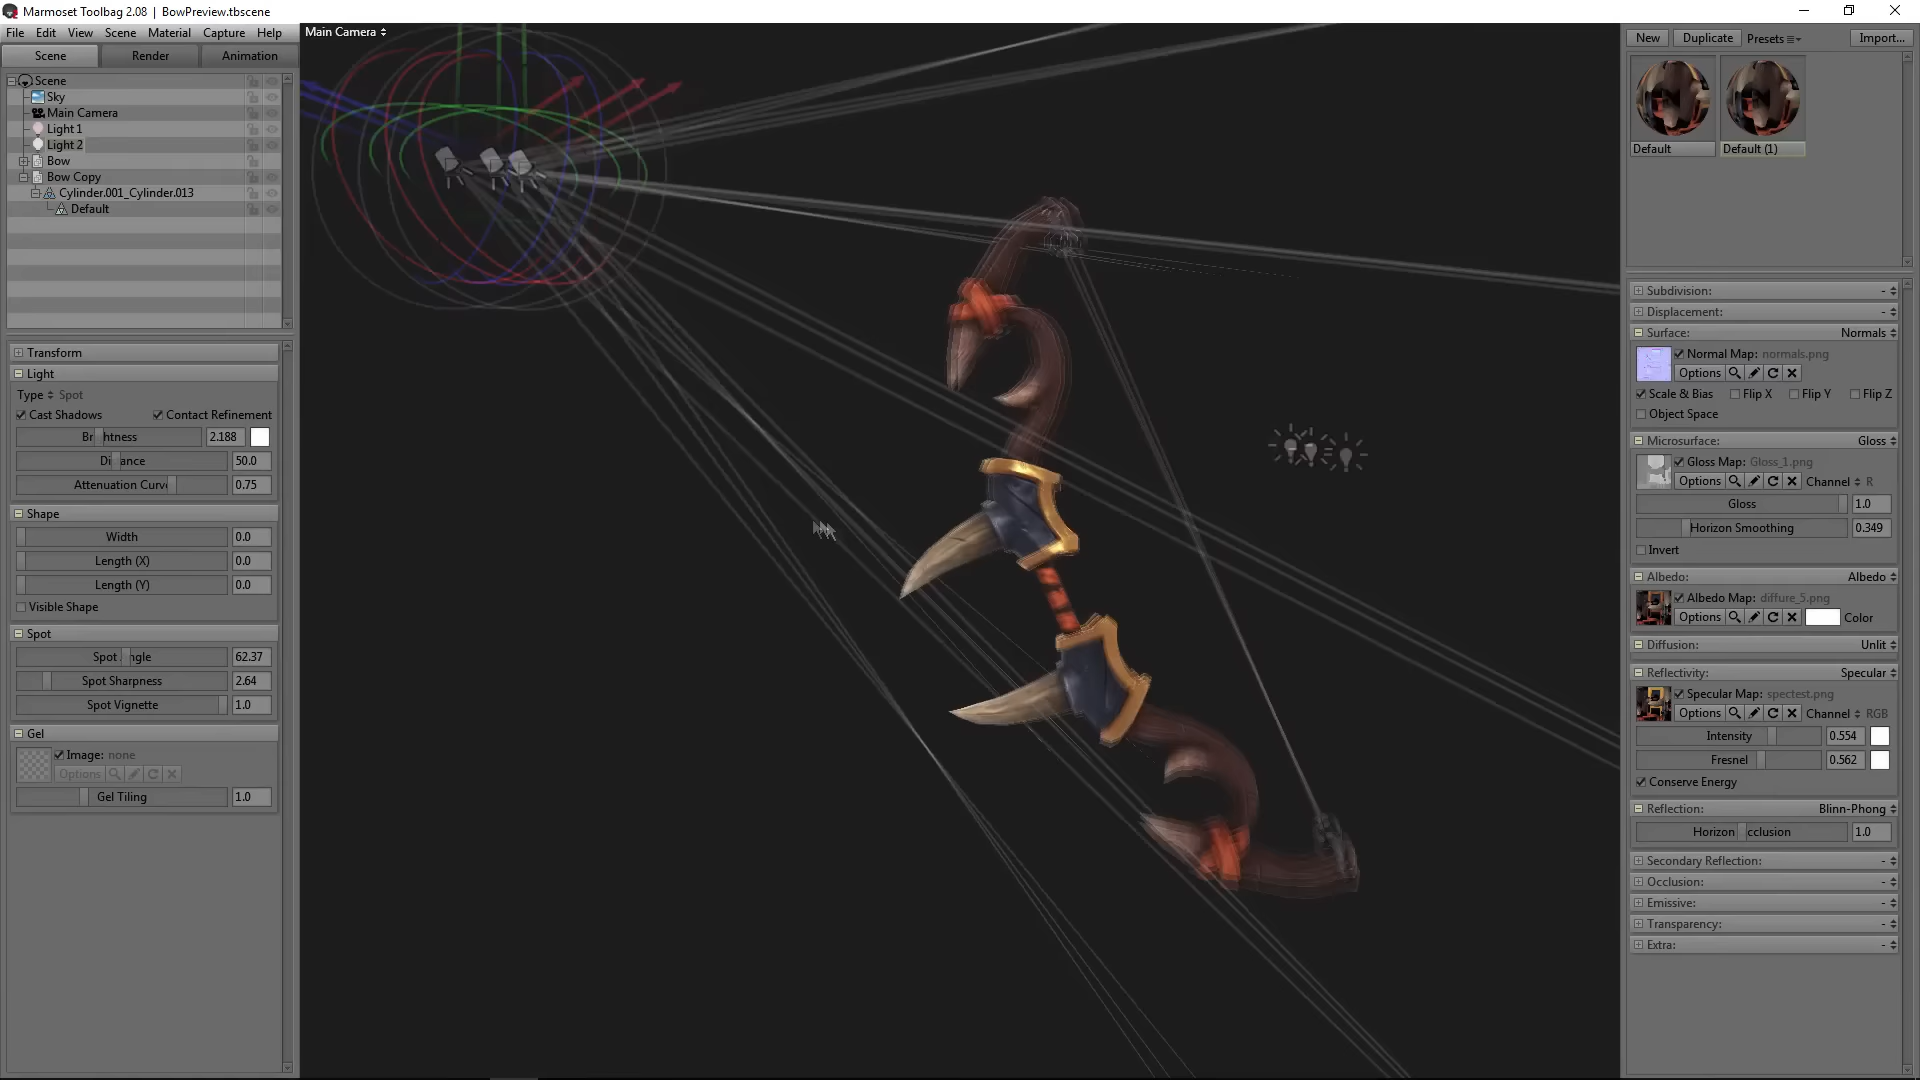 Marmoset Toolbag 2.08 | BowPreview.tbscene
File Edit View Scene Material Capture Help
Scene Render Animation
Scene
Sky
Main Camera
Light 1
Light 2
Bow
Bow Copy
Cylinder.001_Cylinder.013
Default
Transform
Light
Type Spot
Cast Shadows Contact Refinement
Brightness 2.188
Distance 50.0
Attenuation Curve 0.75
Shape
Width 0.0
Length (X) 0.0
Length (Y) 0.0
Visible Shape
Spot
Spot Angle 62.37
Spot Sharpness 2.64
Spot Vignette 1.0
Gel
Image: none
Options
Gel Tiling 1.0
Main Camera
New Duplicate Presets Import...
Default Default (1)
Subdivision: -
Displacement: -
Surface: Normals
Normal Map: normals.png
Options
Scale & Bias Flip X Flip Y Flip Z
Object Space
Microsurface: Gloss
Gloss Map: Gloss_1.png
Options Channel R
Gloss 1.0
Horizon Smoothing 0.349
Invert
Albedo: Albedo
Albedo Map: diffure_5.png
Options Color
Diffusion: Unlit
Reflectivity: Specular
Specular Map: spectest.png
Options Channel RGB
Intensity 0.554
Fresnel 0.562
Conserve Energy
Reflection: Blinn-Phong
Horizon Occlusion 1.0
Secondary Reflection: -
Occlusion: -
Emissive: -
Transparency: -
Extra: -